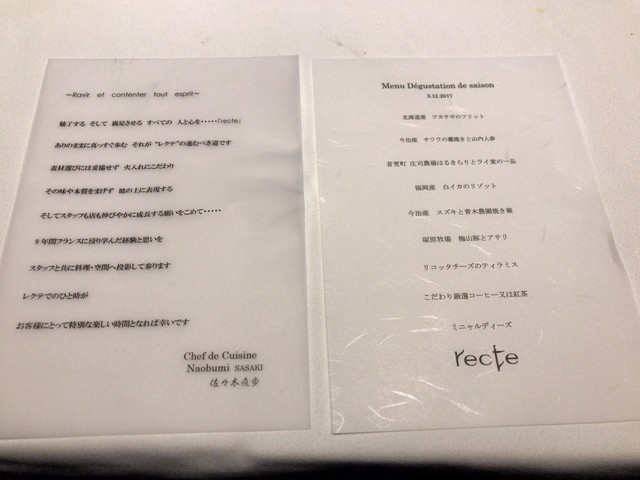 ~Ravir et contenter tout esprit~
魅了する そして 満足させる すべての 人と心を・・・・・「recte」
ありのままに真っすぐ歩む それが “レクテ”の進むべき道です
素材選びには妥協せず 火入れにこだわり
その味や本質をまげず 皿の上に表現する
そしてスタッフも店も伸びやかに成長する願いをこめて・・・・・
9年間フランスに浸り学んだ経験と思いを
スタッフと共に料理・空間へ投影して参ります
レクテでのひと時が
お客様にとって特別な楽しい時間となれば幸いです
Chef de Cuisine
Naobumi SASAKI
佐々木直歩
Menu Dégustation de saison
5.12.2017
北海道産 ワカサギのフリット
今治産 サワラの藁焼きと山内人参
音更町 庄司農場はるきらりとライ麦の一品
福岡産 白イカのリゾット
今治産 スズキと青木農園焼き蕪
塚原牧場 梅山豚とアサリ
リコッタチーズのティラミス
こだわり厳選コーヒー又は紅茶
ミニャルディーズ
recte